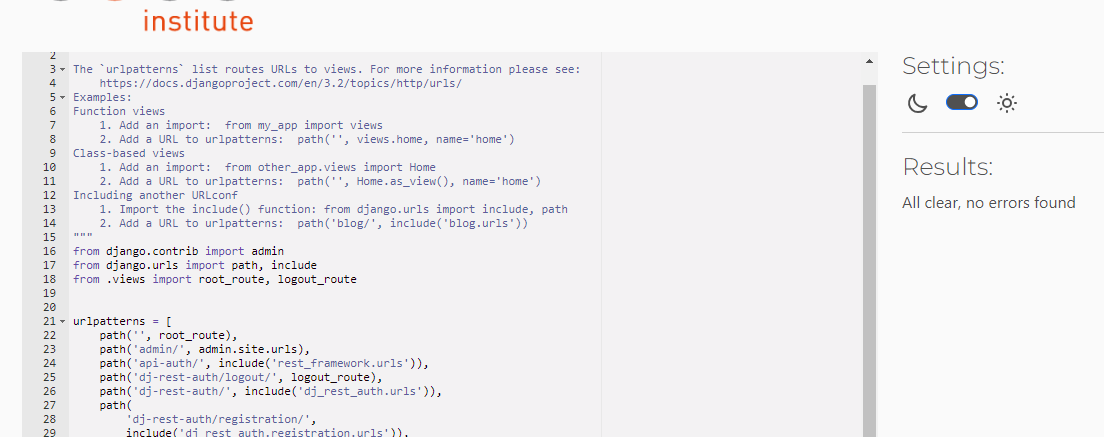 institute
2
3 The `urlpatterns` list routes URLs to views. For more information please see:
4     https://docs.djangoproject.com/en/3.2/topics/http/urls/
5 Examples:
6 Function views
7     1. Add an import:  from my_app import views
8     2. Add a URL to urlpatterns:  path('', views.home, name='home')
9 Class-based views
10     1. Add an import:  from other_app.views import Home
11     2. Add a URL to urlpatterns:  path('', Home.as_view(), name='home')
12 Including another URLconf
13     1. Import the include() function: from django.urls import include, path
14     2. Add a URL to urlpatterns:  path('blog/', include('blog.urls'))
15 """
16 from django.contrib import admin
17 from django.urls import path, include
18 from .views import root_route, logout_route
19
20
21 urlpatterns = [
22     path('', root_route),
23     path('admin/', admin.site.urls),
24     path('api-auth/', include('rest_framework.urls')),
25     path('dj-rest-auth/logout/', logout_route),
26     path('dj-rest-auth/', include('dj_rest_auth.urls')),
27     path(
28         'dj-rest-auth/registration/',
29         include('dj_rest_auth.registration.urls')),
Settings:
Results:
All clear, no errors found